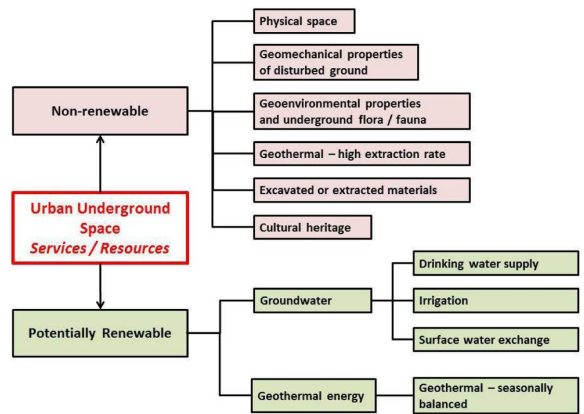 Physical space
Geomechanical properties
of disturbed ground
Non-renewable
Geoenvironmental properties
and underground flora / fauna
Geothermal – high extraction rate
Excavated or extracted materials
Cultural heritage
Urban Underground
Space
Services / Resources
Potentially Renewable
Groundwater
Drinking water supply
Irrigation
Surface water exchange
Geothermal energy
Geothermal – seasonally
balanced